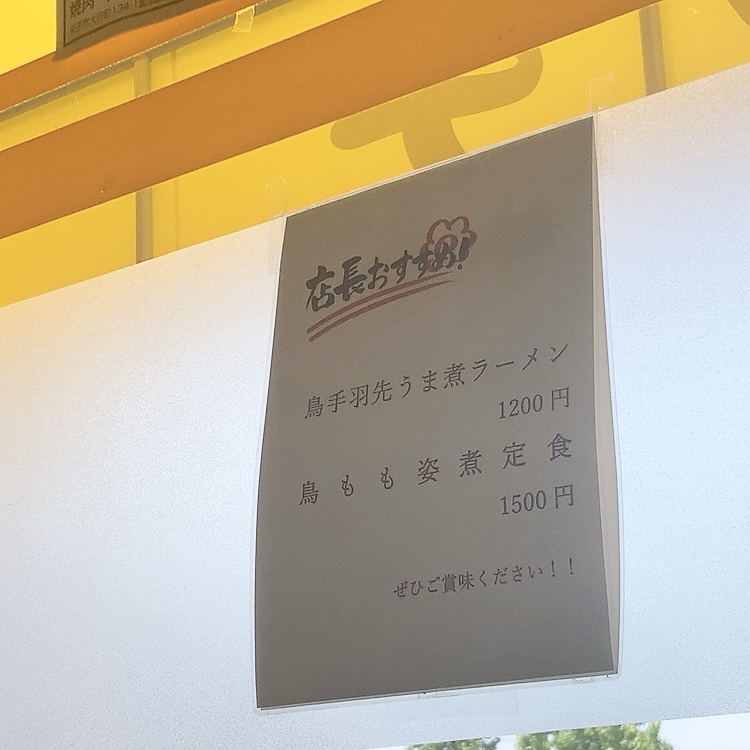 焼肉
店長おすすめ!
鳥手羽先うま煮ラーメン
1200円
鳥もも姿煮定食
1500円
ぜひご賞味ください!!